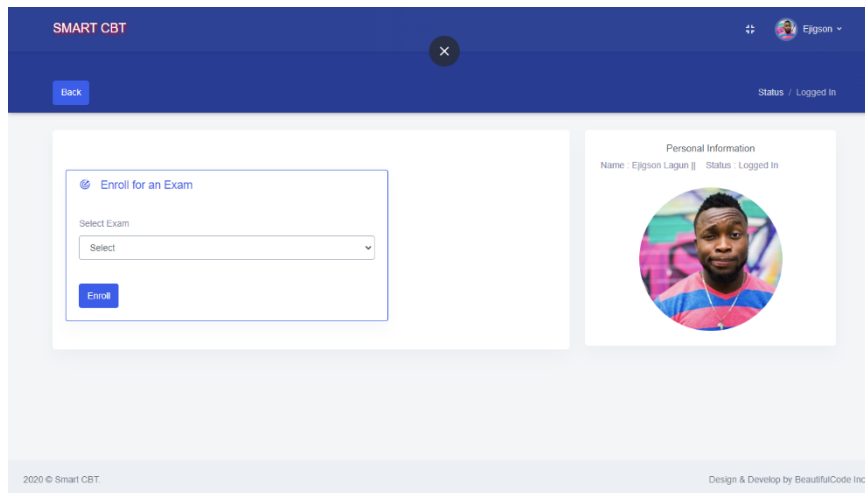 SMART CBT
Ejigson
Back
Status / Logged In
Personal Information
Name : Ejigson Lagun || Status : Logged In
Enroll for an Exam
Select Exam
Select
Enroll
2020 © Smart CBT.
Design & Develop by BeautifulCode Inc